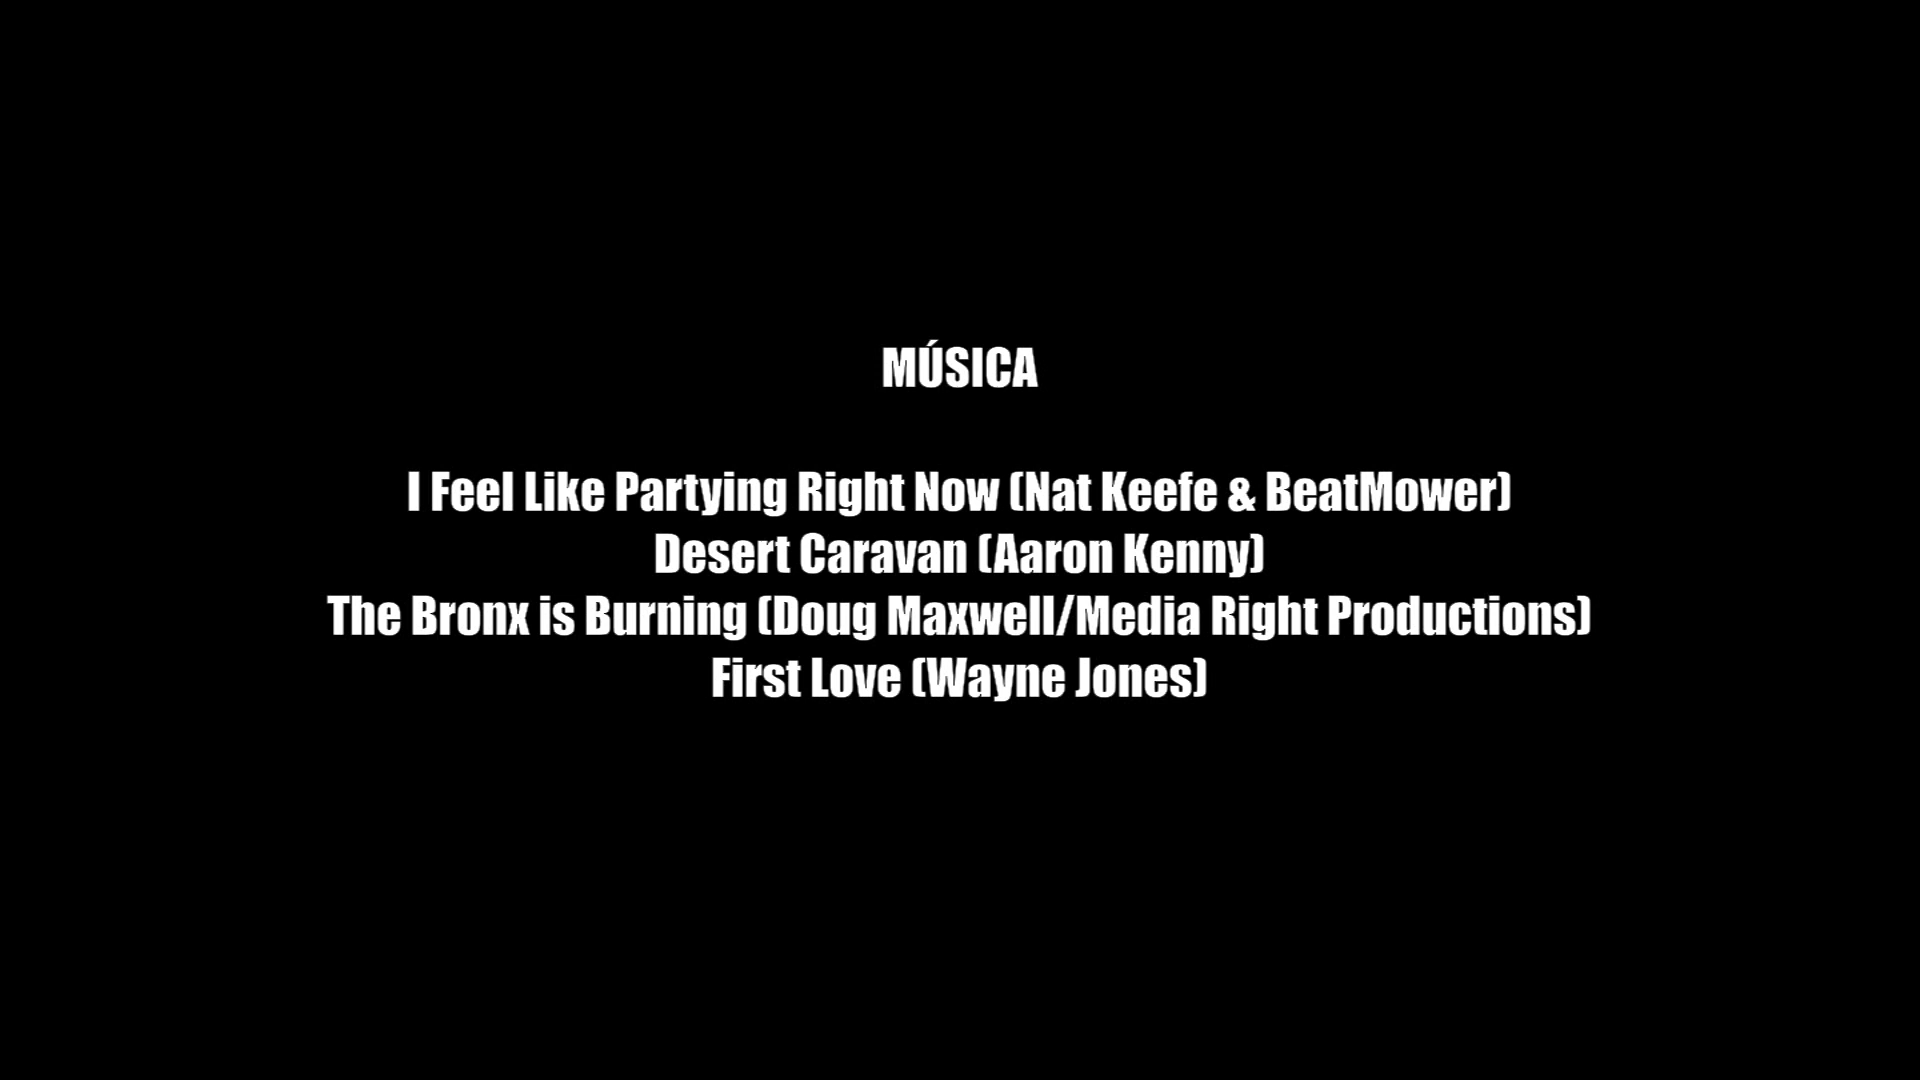 MÚSICA
I Feel Like Partying Right Now (Nat Keefe & BeatMower)
Desert Caravan (Aaron Kenny)
The Bronx is Burning (Doug Maxwell/Media Right Productions)
First Love (Wayne Jones)